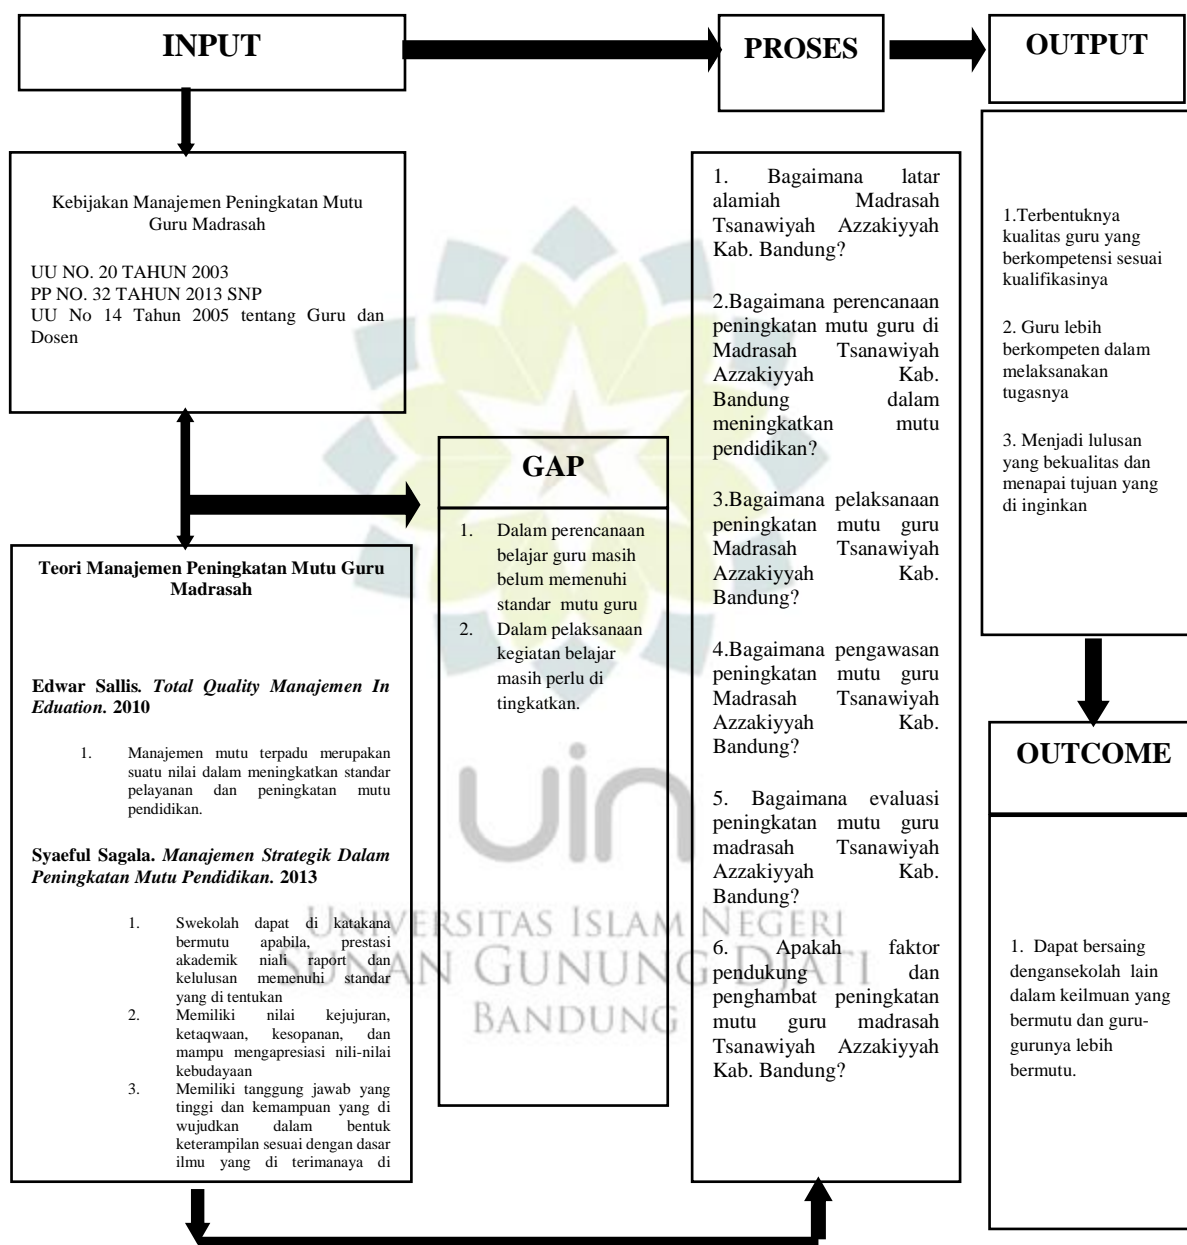 INPUT
PROSES
OUTPUT
Kebijakan Manajemen Peningkatan Mutu
Guru Madrasah
UU NO. 20 TAHUN 2003
PP NO. 32 TAHUN 2013 SNP
UU No 14 Tahun 2005 tentang Guru dan
Dosen
Teori Manajemen Peningkatan Mutu Guru
Madrasah
Edwar Sallis. Total Quality Manajemen In
Eduation. 2010
1. Manajemen mutu terpadu merupakan
suatu nilai dalam meningkatkan standar
pelayanan dan peningkatan mutu
pendidikan.
Syaeful Sagala. Manajemen Strategik Dalam
Peningkatan Mutu Pendidikan. 2013
1. Swekolah dapat di katakana
bermutu apabila, prestasi
akademik niali raport dan
kelulusan memenuhi standar
yang di tentukan
2. Memiliki nilai kejujuran,
ketaqwaan, kesopanan, dan
mampu mengapresiasi nili-nilai
kebudayaan
3. Memiliki tanggung jawab yang
tinggi dan kemampuan yang di
wujudkan dalam bentuk
keterampilan sesuai dengan dasar
ilmu yang di terimanaya di
GAP
1. Dalam perencanaan
belajar guru masih
belum memenuhi
standar mutu guru
2. Dalam pelaksanaan
kegiatan belajar
masih perlu di
tingkatkan.
1. Bagaimana latar
alamiah Madrasah
Tsanawiyah Azzakiyyah
Kab. Bandung?
2.Bagaimana perencanaan
peningkatan mutu guru di
Madrasah Tsanawiyah
Azzakiyyah Kab.
Bandung dalam
meningkatkan mutu
pendidikan?
3.Bagaimana pelaksanaan
peningkatan mutu guru
Madrasah Tsanawiyah
Azzakiyyah Kab.
Bandung?
4.Bagaimana pengawasan
peningkatan mutu guru
Madrasah Tsanawiyah
Azzakiyyah Kab.
Bandung?
5. Bagaimana evaluasi
peningkatan mutu guru
madrasah Tsanawiyah
Azzakiyyah Kab.
Bandung?
6. Apakah faktor
pendukung dan
penghambat peningkatan
mutu guru madrasah
Tsanawiyah Azzakiyyah
Kab. Bandung?
1.Terbentuknya
kualitas guru yang
berkompetensi sesuai
kualifikasinya
2. Guru lebih
berkompeten dalam
melaksanakan
tugasnya
3. Menjadi lulusan
yang bekualitas dan
menapai tujuan yang
di inginkan
OUTCOME
1. Dapat bersaing
dengansekolah lain
dalam keilmuan yang
bermutu dan guru-
gurunya lebih
bermutu.
uin
UNIVERSITAS ISLAM NEGERI
SUNAN GUNUNG DJATI
BANDUNG